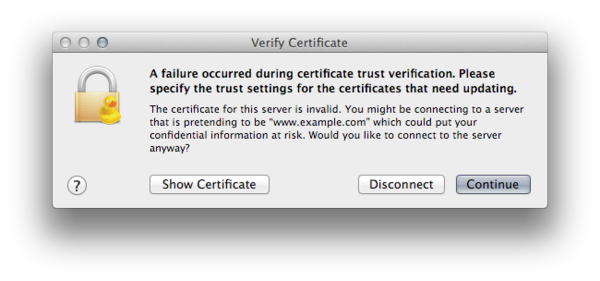 Verify Certificate
A failure occurred during certificate trust verification. Please
specify the trust settings for the certificates that need updating.
The certificate for this server is invalid. You might be connecting to a server
that is pretending to be “www.example.com” which could put your
confidential information at risk. Would you like to connect to the server
anyway?
? Show Certificate Disconnect Continue